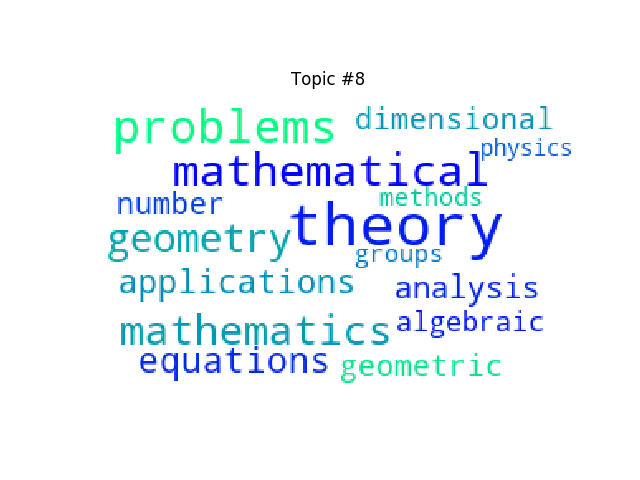 Topic #8
problems dimensional
physics
mathematical
number methods
theory
geometry
groups
applications analysis
mathematics algebraic
equations geometric